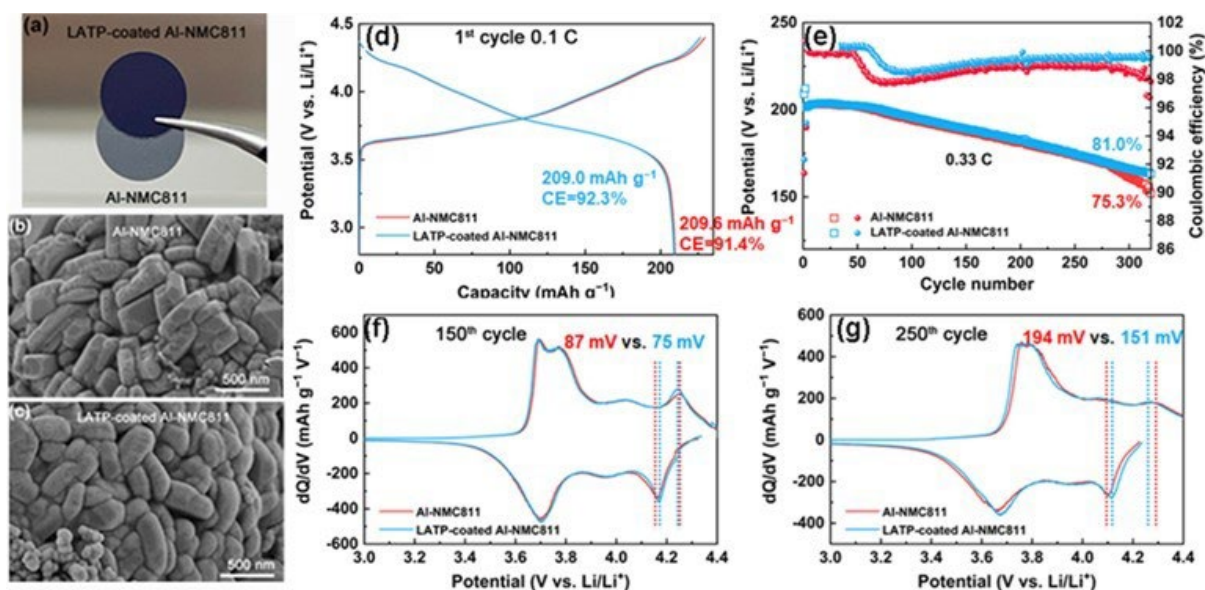 (a)
LATP-coated Al-NMC811
Al-NMC811
(b)
Al-NMC811
500 nm
(c)
LATP-coated Al-NMC811
500 nm
(d)
1st cycle 0.1 C
4.5
4.0
3.5
3.0
Potential (V vs. Li/Li⁺)
209.0 mAh g⁻¹
CE=92.3%
209.6 mAh g⁻¹
CE=91.4%
Al-NMC811
LATP-coated Al-NMC811
0 50 100 150 200
Capacity (mAh g⁻¹)
(e)
250
200
150
Potential (V vs. Li/Li⁺)
102
100
98
96
94
92
90
88
86
Coulombic efficiency (%)
81.0%
0.33 C
75.3%
Al-NMC811
LATP-coated Al-NMC811
0 50 100 150 200 250 300
Cycle number
(f)
150th cycle
87 mV vs. 75 mV
600
400
200
0
-200
-400
-600
dQ/dV (mAh g⁻¹ V⁻¹)
Al-NMC811
LATP-coated Al-NMC811
3.0 3.2 3.4 3.6 3.8 4.0 4.2 4.4
Potential (V vs. Li/Li⁺)
(g)
250th cycle
194 mV vs. 151 mV
600
400
200
0
-200
-400
dQ/dV (mAh g⁻¹ V⁻¹)
Al-NMC811
LATP-coated Al-NMC811
3.0 3.2 3.4 3.6 3.8 4.0 4.2 4.4
Potential (V vs. Li/Li⁺)